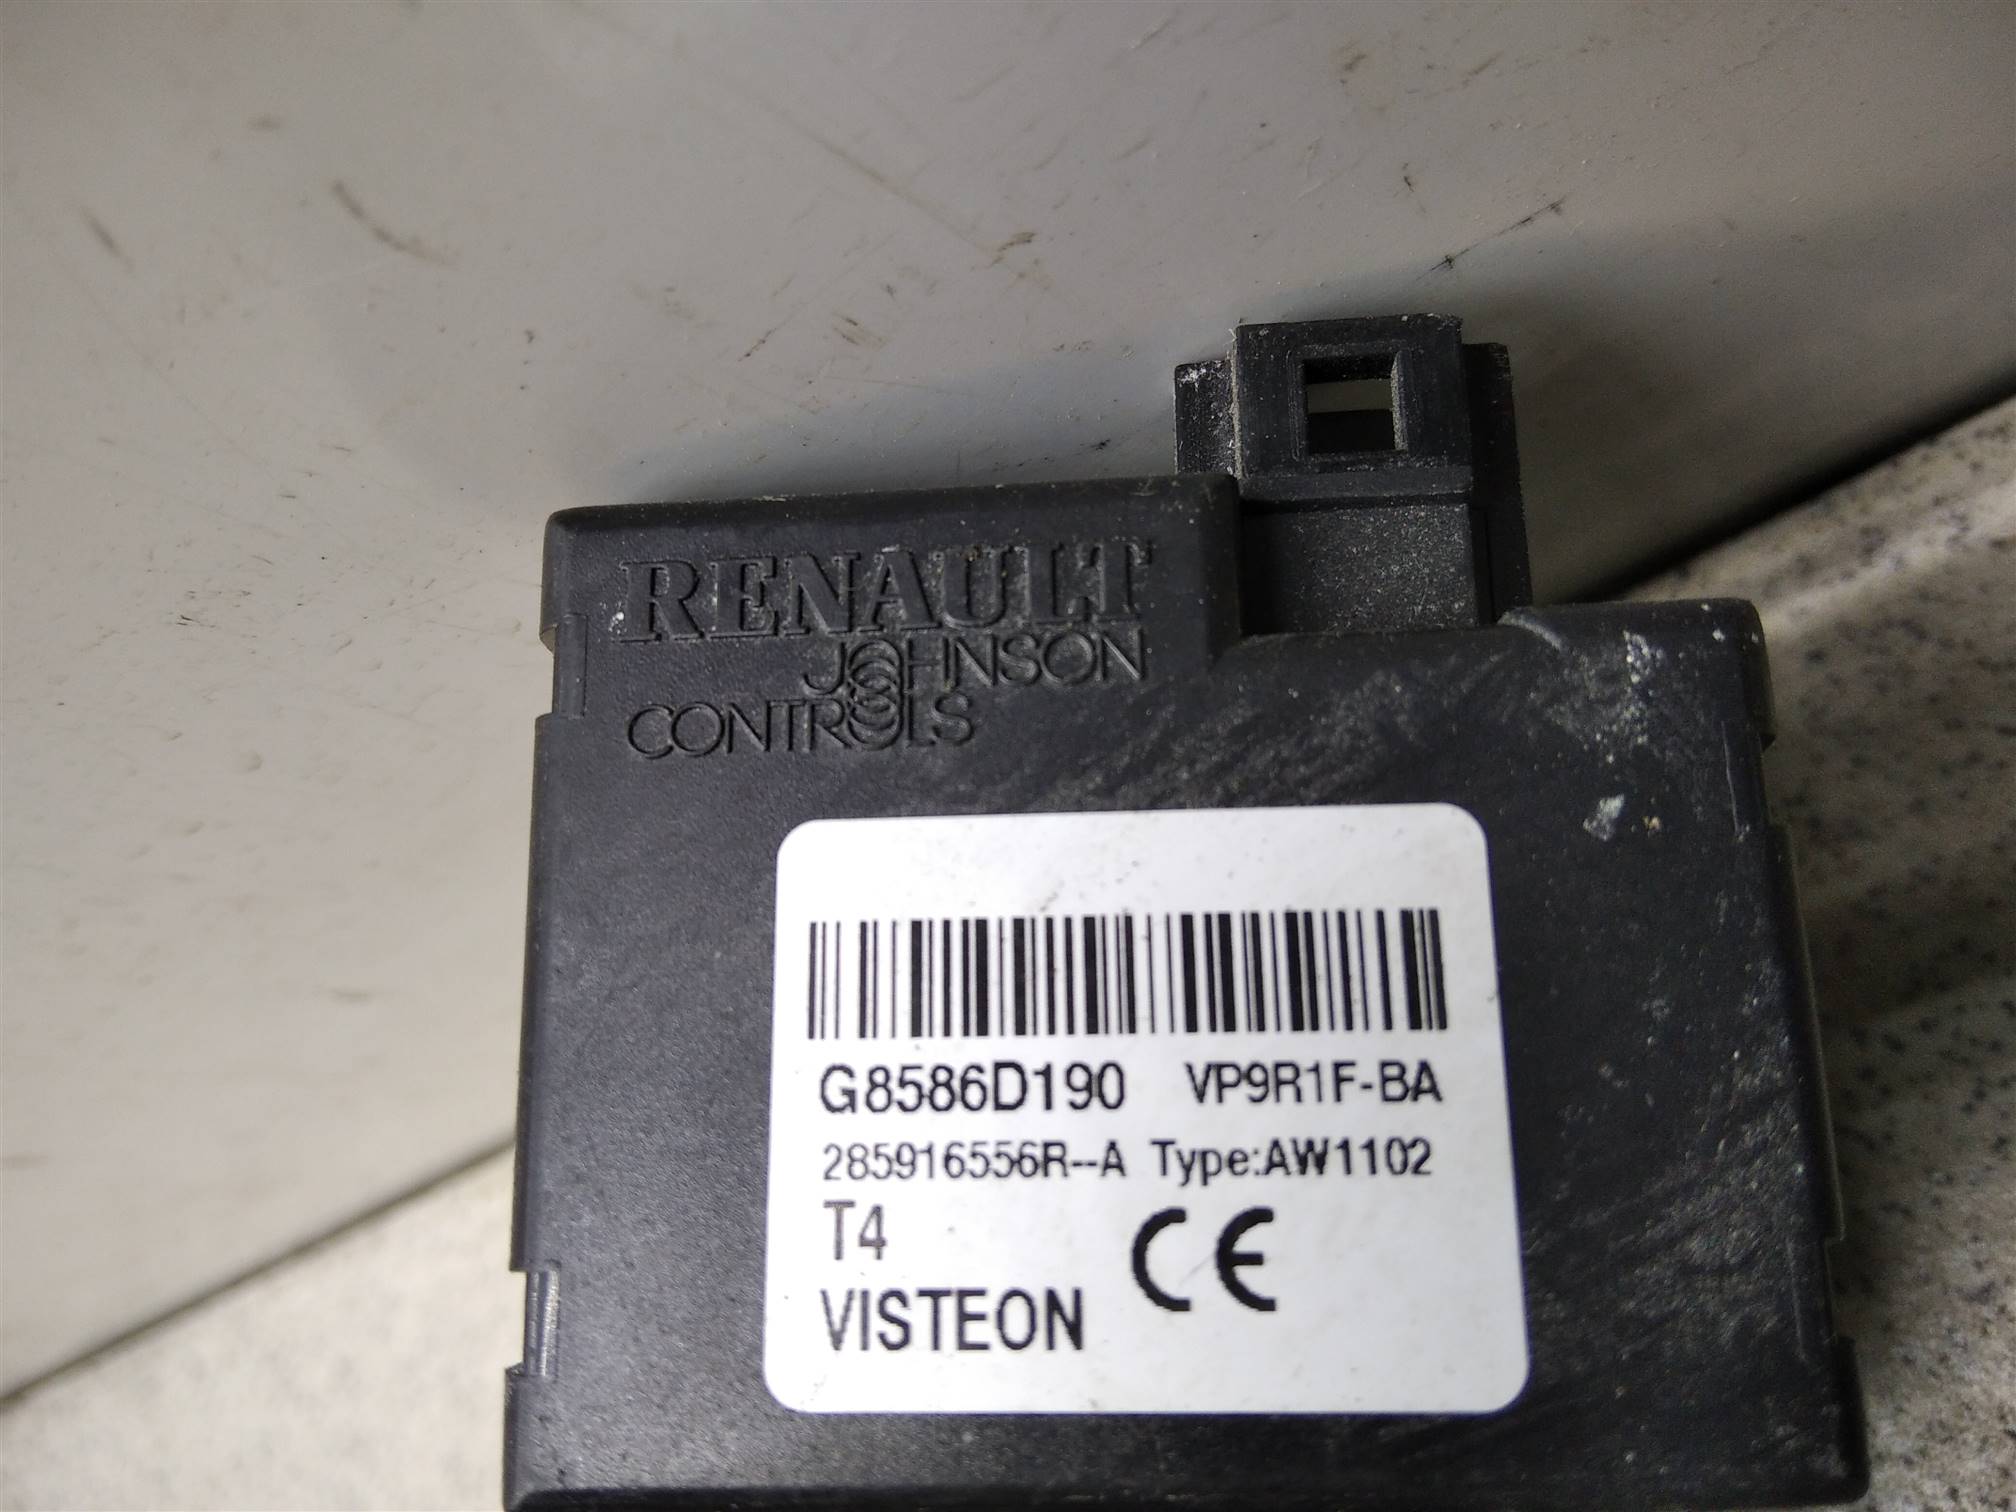 RENAULT
JOHNSON
CONTROLS
G8586D190 VP9R1F-BA
285916556R--A Type:AW1102
T4 CE
VISTEON